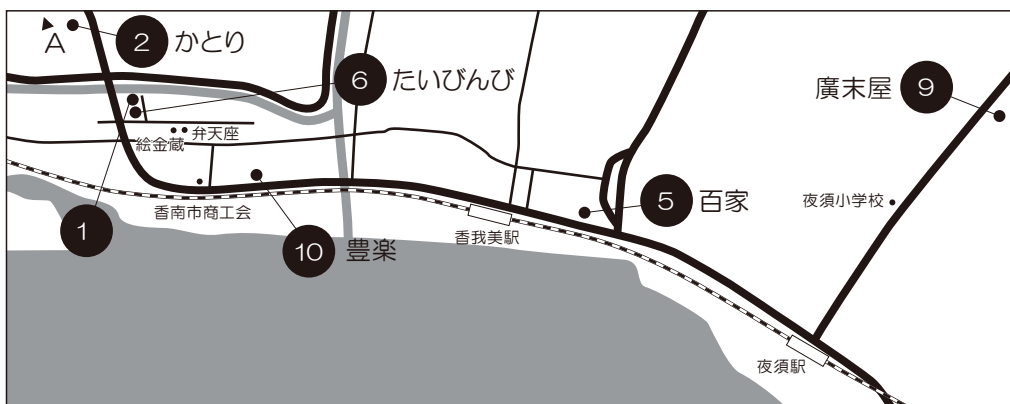 A
2 かとり
6 たいびんび
廣末屋 9
弁天座
絵金蔵
夜須小学校
5 百家
香南市商工会
1
香我美駅
10 豊楽
夜須駅